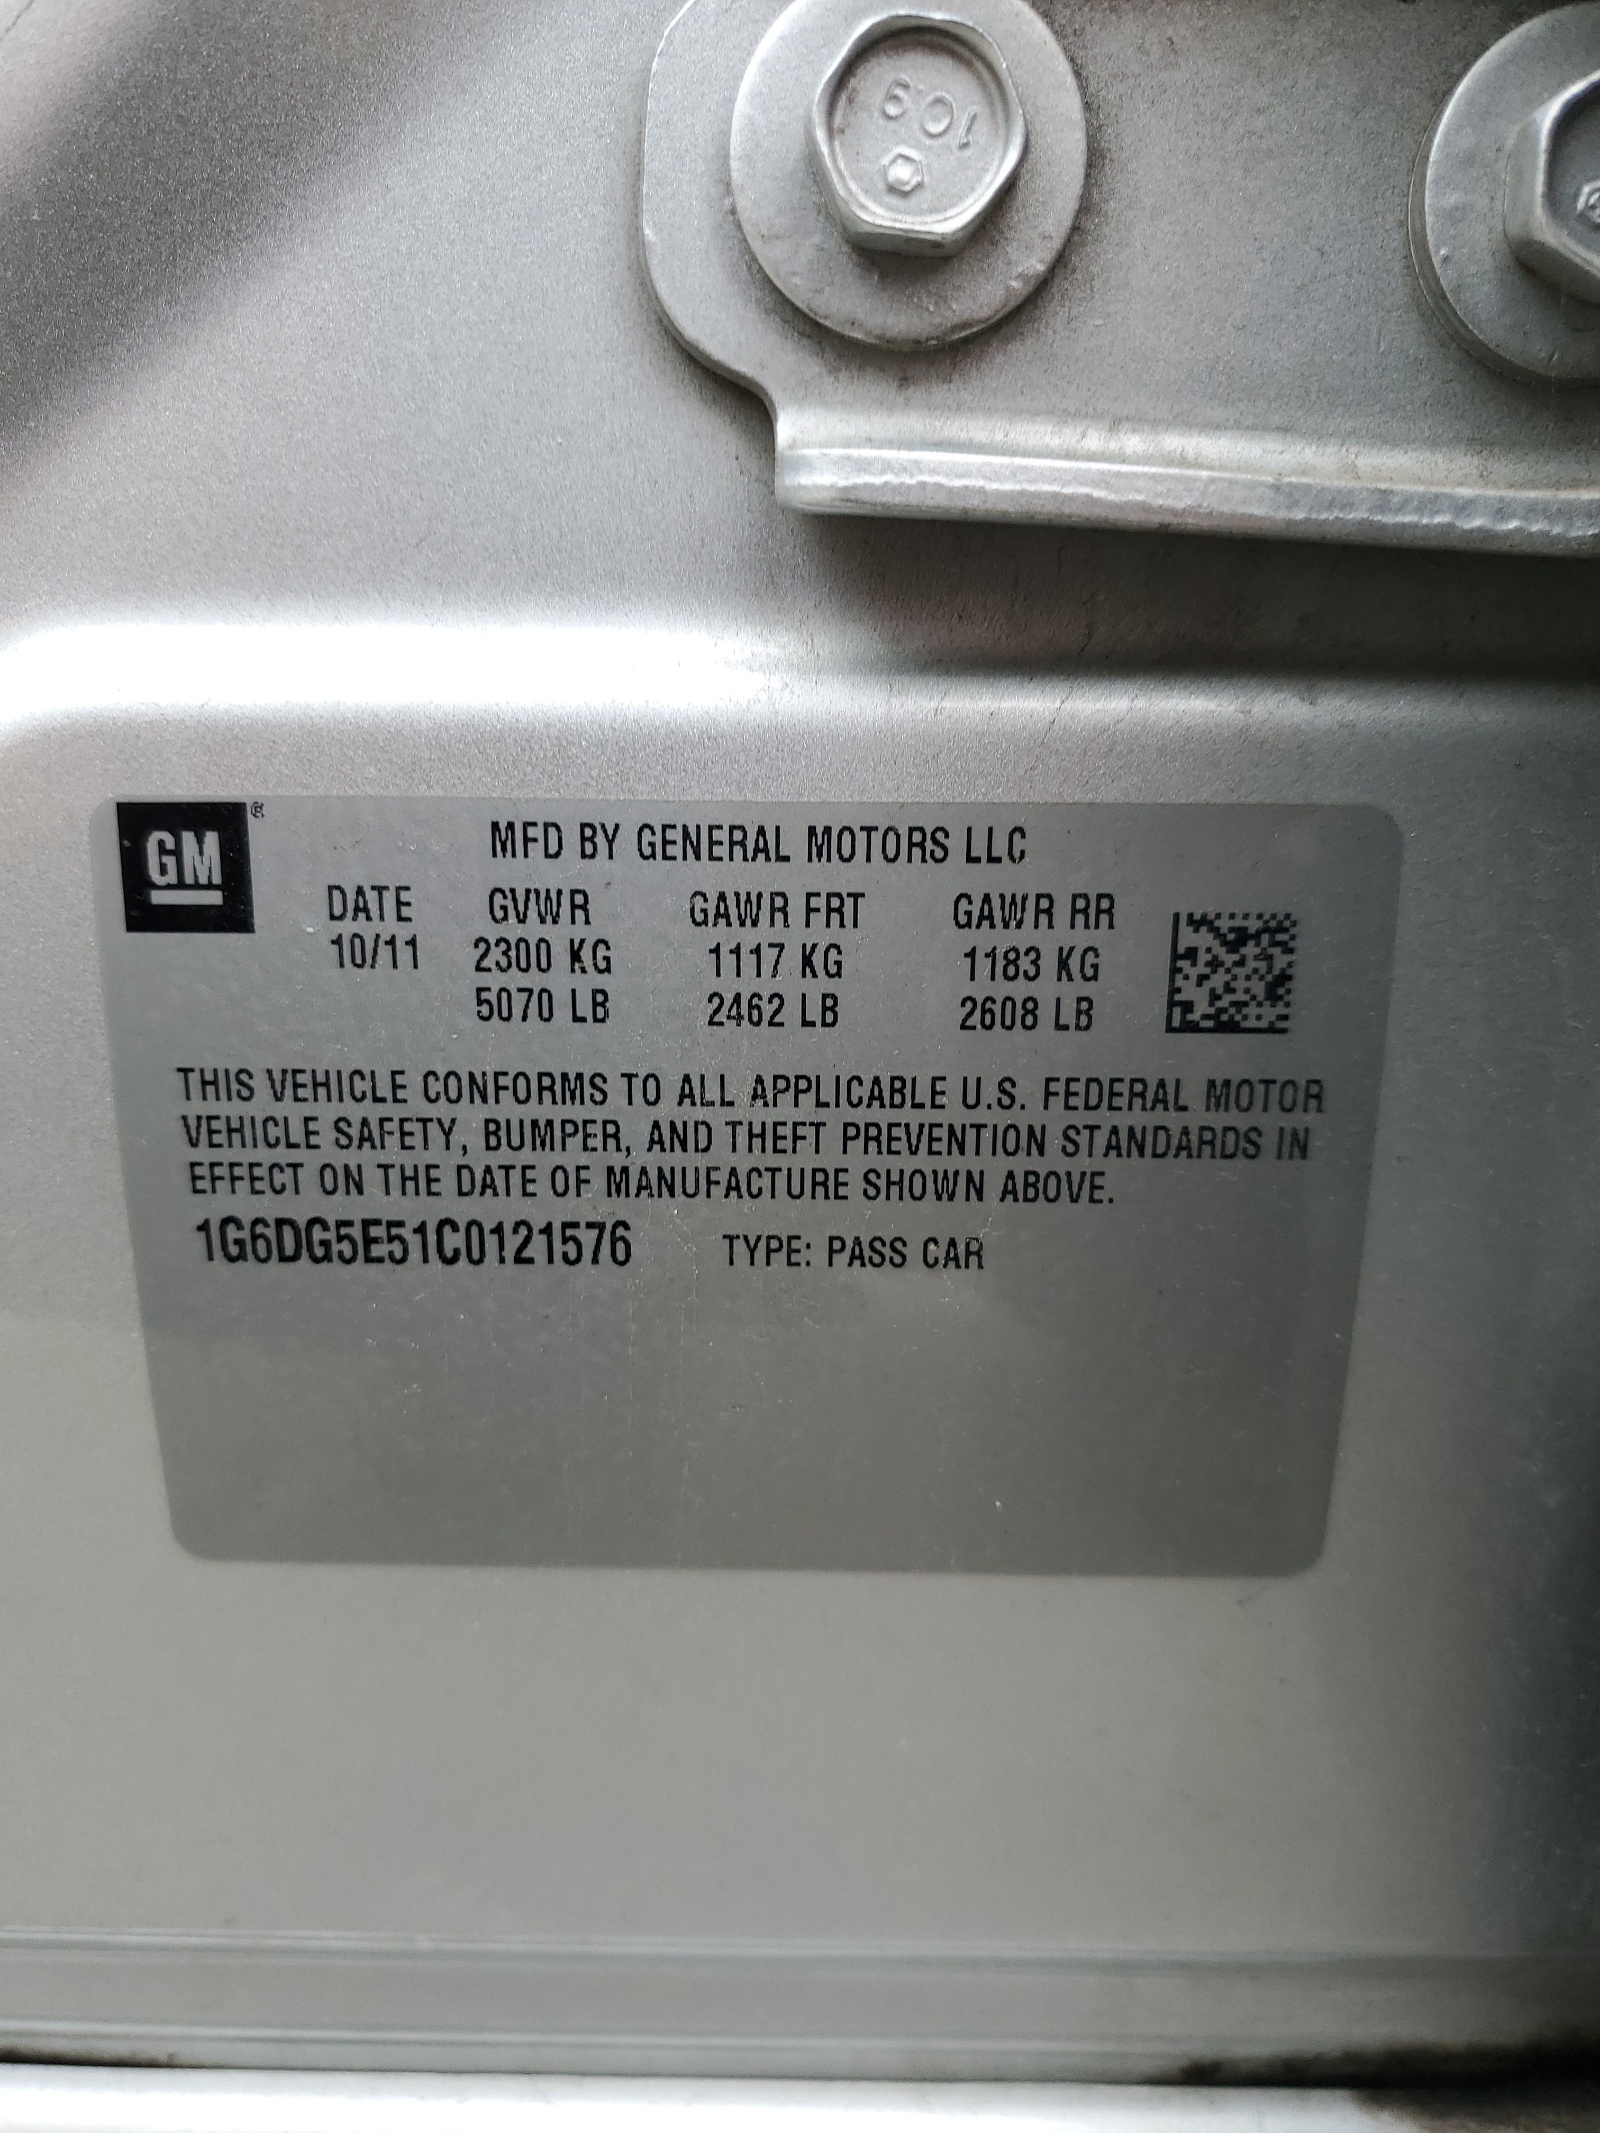 10.9
GM ®
MFD BY GENERAL MOTORS LLC
DATE GVWR GAWR FRT GAWR RR
10/11 2300 KG 1117 KG 1183 KG
5070 LB 2462 LB 2608 LB
THIS VEHICLE CONFORMS TO ALL APPLICABLE U.S. FEDERAL MOTOR
VEHICLE SAFETY, BUMPER, AND THEFT PREVENTION STANDARDS IN
EFFECT ON THE DATE OF MANUFACTURE SHOWN ABOVE.
1G6DG5E51C0121576 TYPE: PASS CAR